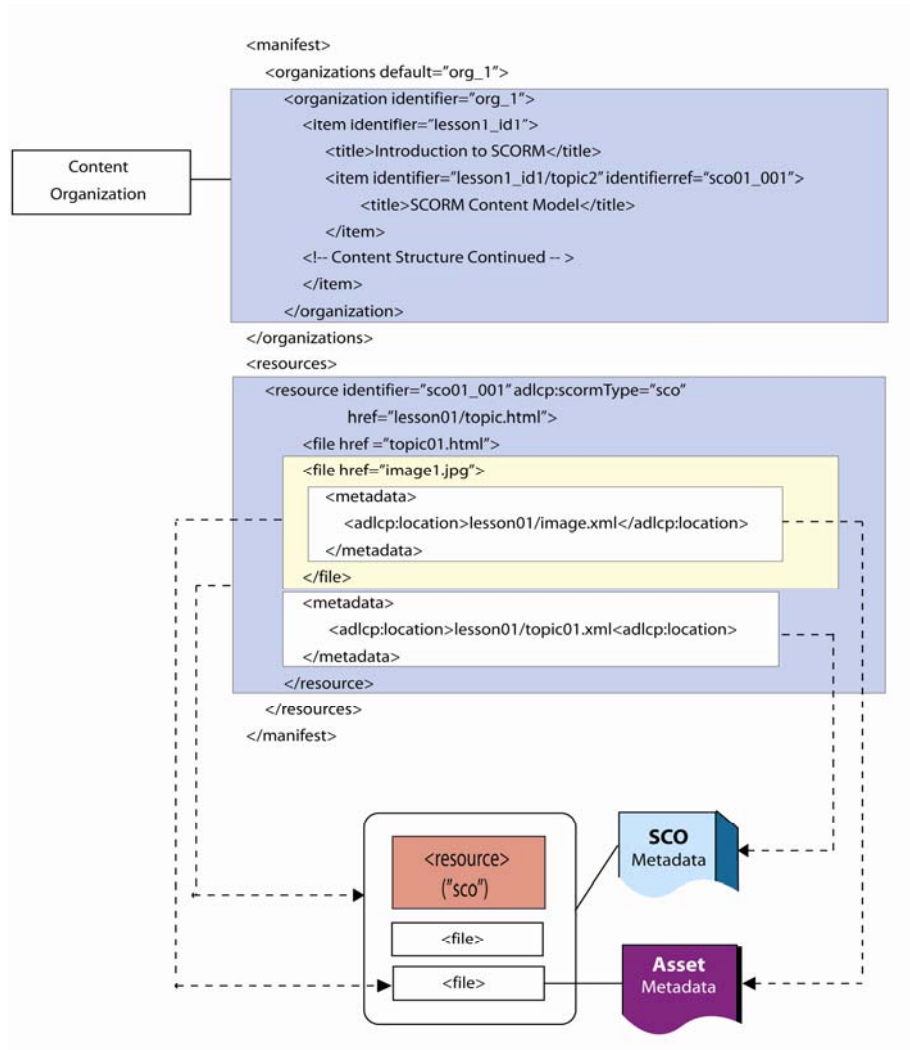 <manifest>
<organizations default="org_1">
<organization identifier="org_1">
<item identifier="lesson1_id1">
<title>Introduction to SCORM</title>
<item identifier="lesson1_id1/topic2" identifierref="sco01_001">
<title>SCORM Content Model</title>
</item>
<!-- Content Structure Continued -- >
</item>
</organization>
</organizations>
Content
Organization
<resources>
<resource identifier="sco01_001" adlcp:scormType="sco"
href="lesson01/topic.html">
<file href ="topic01.html">
<file href="image1.jpg">
<metadata>
<adlcp:location>lesson01/image.xml</adlcp:location>
</metadata>
</file>
<metadata>
<adlcp:location>lesson01/topic01.xml<adlcp:location>
</metadata>
</resource>
</resources>
</manifest>
<resource>
("sco")
<file>
<file>
SCO
Metadata
Asset
Metadata